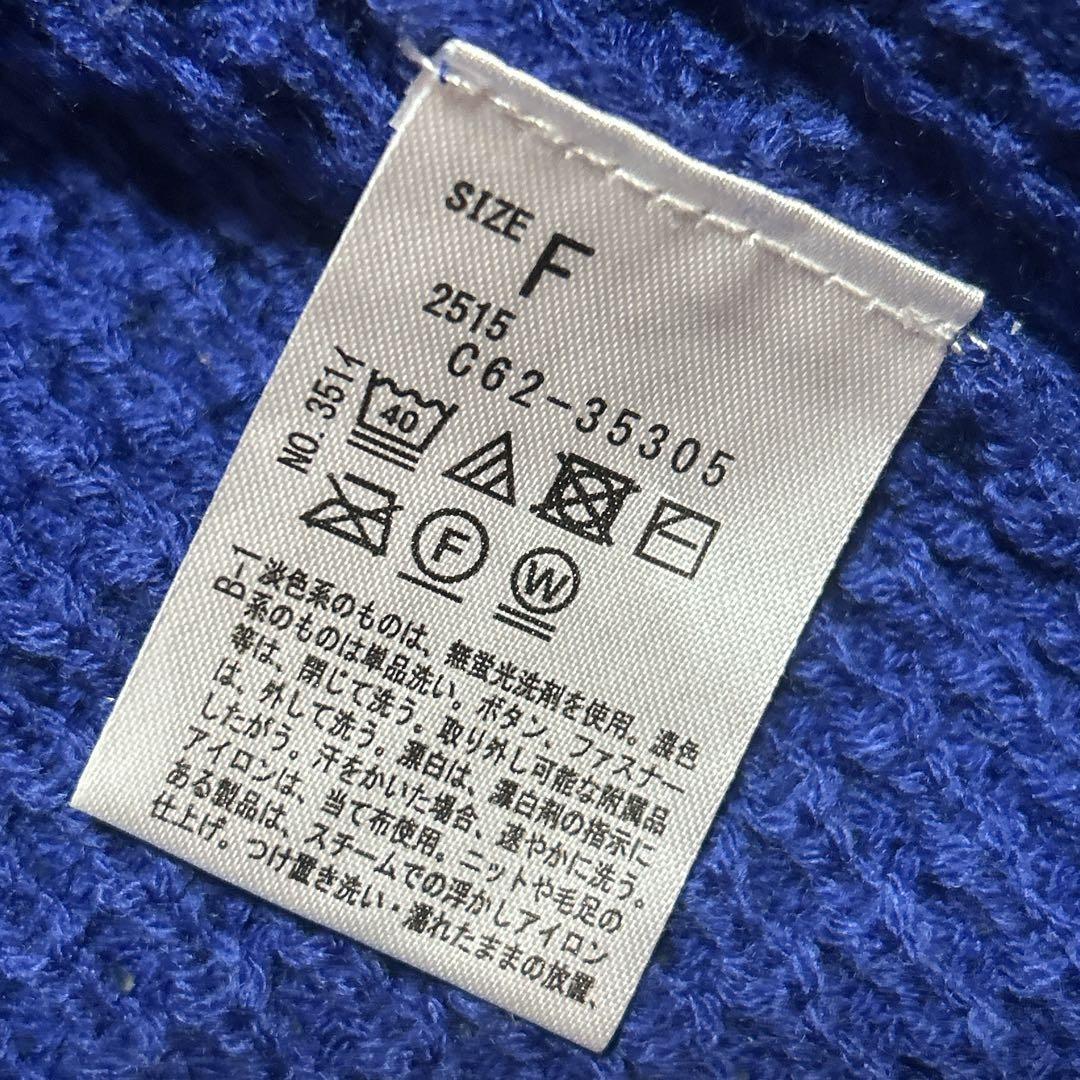 SIZE F
2515
C62-35305
NO. 351イ
40
F W
B-1
淡色系のものは、無蛍光洗剤を使用。濃色
系のものは単品洗い。ボタン、ファスナー
等は、閉じて洗う。取り外し可能な附属品
は、外して洗う。漂白は、漂白剤の指示に
したがう。汗をかいた場合、速やかに洗う。
アイロンは、当て布使用。ニットや毛足の
ある製品は、スチームでの浮かしアイロン
仕上げ。つけ置き洗い・濡れたままの放置、